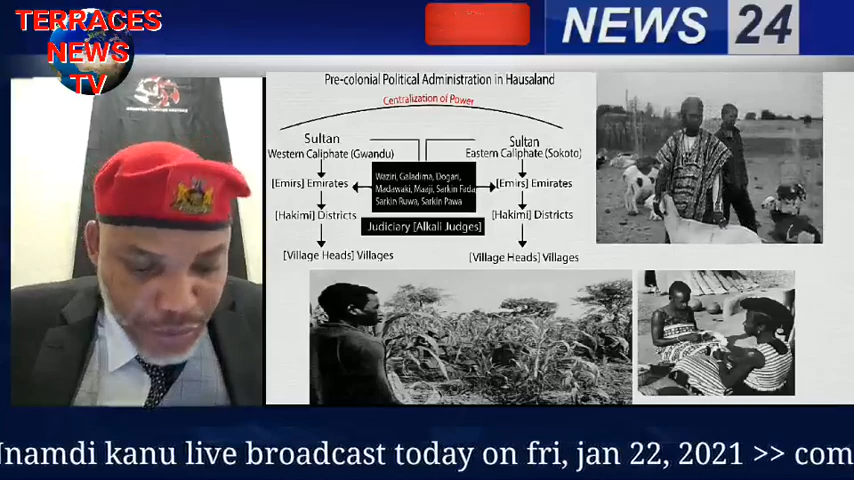 TERRACES
NEWS
TV
NEWS 24
Pre-colonial Political Administration in Hausaland
Centralization of Power
Sultan
Western Caliphate (Gwandu)
[Emirs] Emirates
[Hakimi] Districts
[Village Heads] Villages
Waziri, Galadima, Dogari,
Madawaki, Maaji, Sarkin Fada
Sarkin Ruwa, Sarkin Pawa
Judiciary [Alkali Judges]
Sultan
Eastern Caliphate (Sokoto)
[Emirs] Emirates
[Hakimi] Districts
[Village Heads] Villages
Nnamdi kanu live broadcast today on fri, jan 22, 2021 >> com